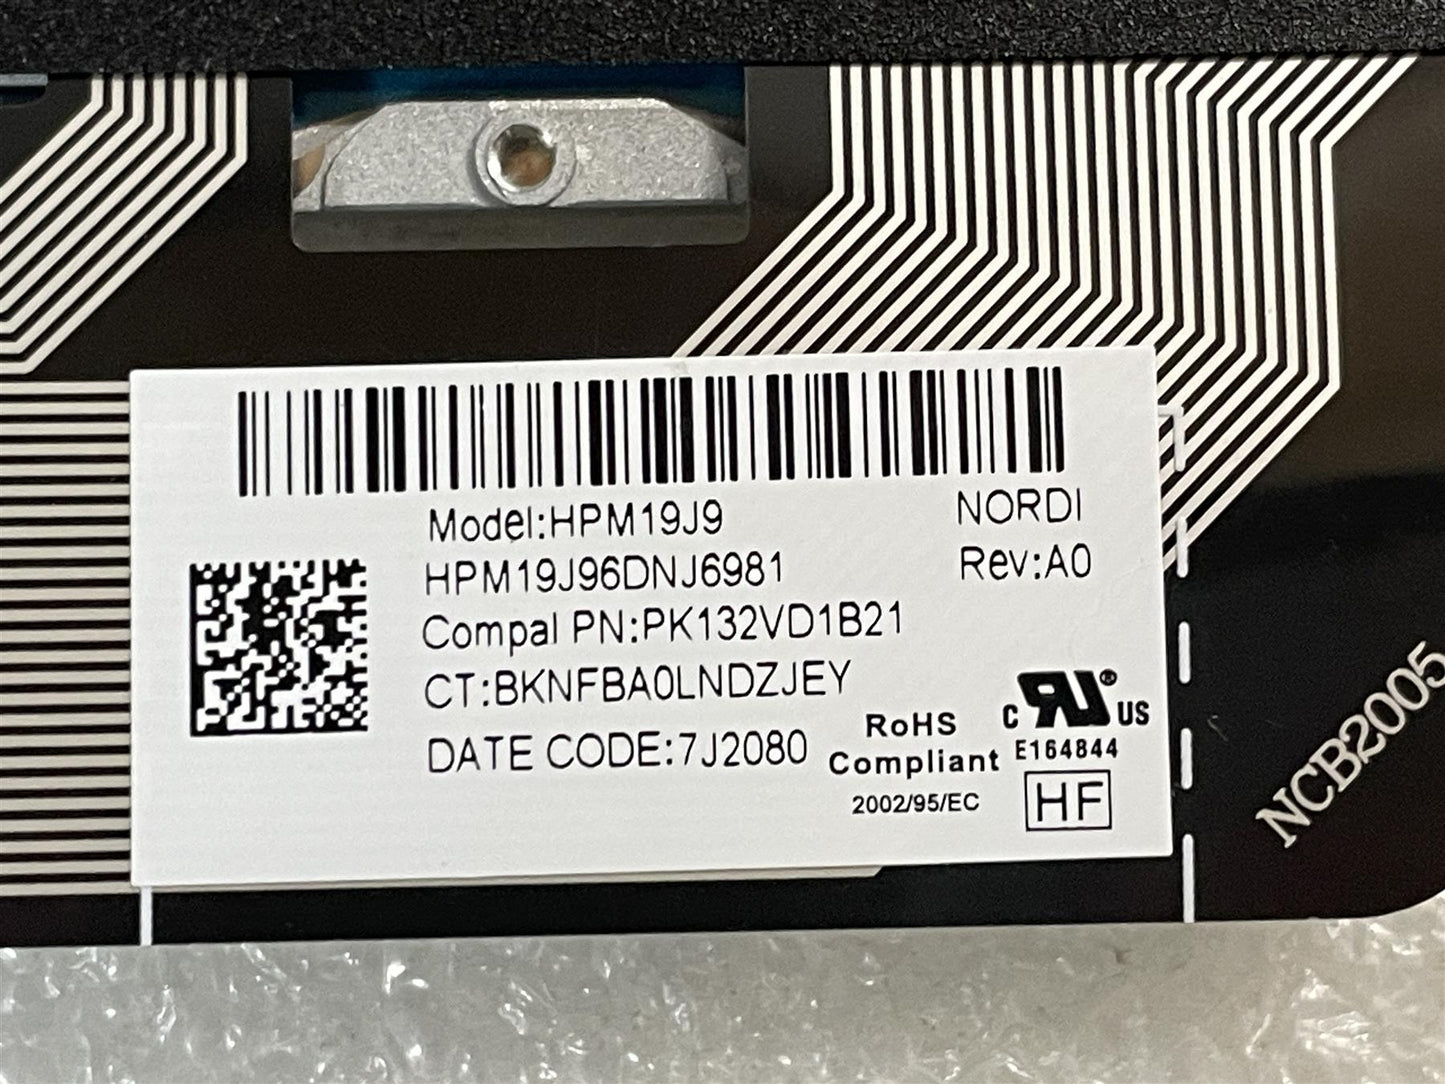 Model:HPM19J9
NORDI
HPM19J96DNJ6981
Rev:A0
Compal PN:PK132VD1B21
CT:BKNFBA0LNDZJEY
DATE CODE:7J2080
RoHS
Compliant
2002/95/EC
C RU® US
E164844
HF
NCB2005